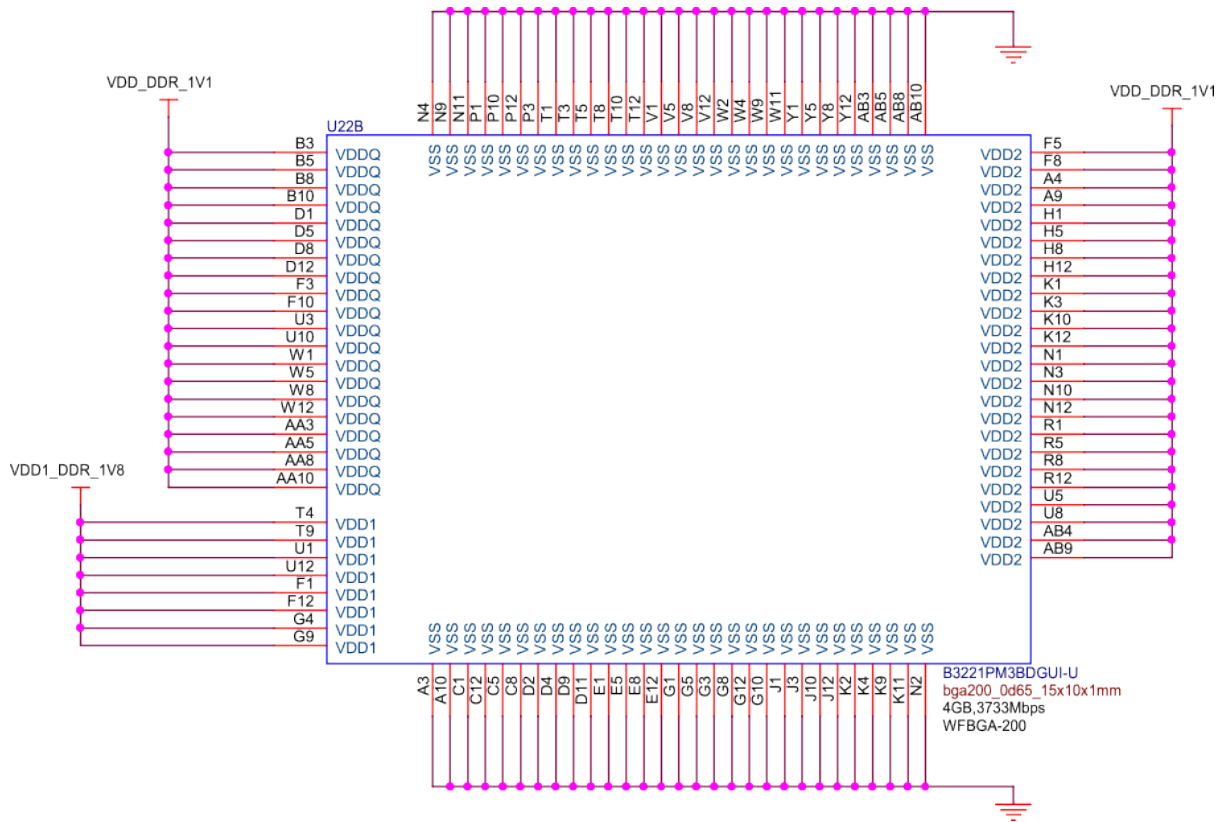 VDD_DDR_1V1
VDD_DDR_1V1
N4 N9 N11 P1 P10 P12 P3 T1 T3 T5 T8 T10 T12 V1 V5 V8 V12 W2 W4 W9 W11 Y1 Y5 Y8 Y12 AB3 AB5 AB8 AB10
U22B
VSS VSS VSS VSS VSS VSS VSS VSS VSS VSS VSS VSS VSS VSS VSS VSS VSS VSS VSS VSS VSS VSS VSS VSS VSS VSS VSS VSS VSS
B3 VDDQ VDD2 F5
B5 VDDQ VDD2 F8
B8 VDDQ VDD2 A4
B10 VDDQ VDD2 A9
D1 VDDQ VDD2 H1
D5 VDDQ VDD2 H5
D8 VDDQ VDD2 H8
D12 VDDQ VDD2 H12
F3 VDDQ VDD2 K1
F10 VDDQ VDD2 K3
U3 VDDQ VDD2 K10
U10 VDDQ VDD2 K12
W1 VDDQ VDD2 N1
W5 VDDQ VDD2 N3
W8 VDDQ VDD2 N10
W12 VDDQ VDD2 N12
AA3 VDDQ VDD2 R1
AA5 VDDQ VDD2 R5
AA8 VDDQ VDD2 R8
AA10 VDDQ VDD2 R12
VDD1_DDR_1V8
VDD2 U5
T4 VDD1 VDD2 U8
T9 VDD1 VDD2 AB4
U1 VDD1 VDD2 AB9
U12 VDD1
F1 VDD1
F12 VDD1
G4 VDD1
G9 VDD1
VSS VSS VSS VSS VSS VSS VSS VSS VSS VSS VSS VSS VSS VSS VSS VSS VSS VSS VSS VSS VSS VSS VSS VSS VSS VSS VSS VSS VSS
A3 A10 C1 C12 C5 C8 D2 D4 D9 D11 E1 E5 E8 E12 G1 G5 G3 G8 G12 G10 J1 J3 J10 J12 K2 K4 K9 K11 N2
B3221PM3BDGUI-U
bga200_0d65_15x10x1mm
4GB,3733Mbps
WFBGA-200